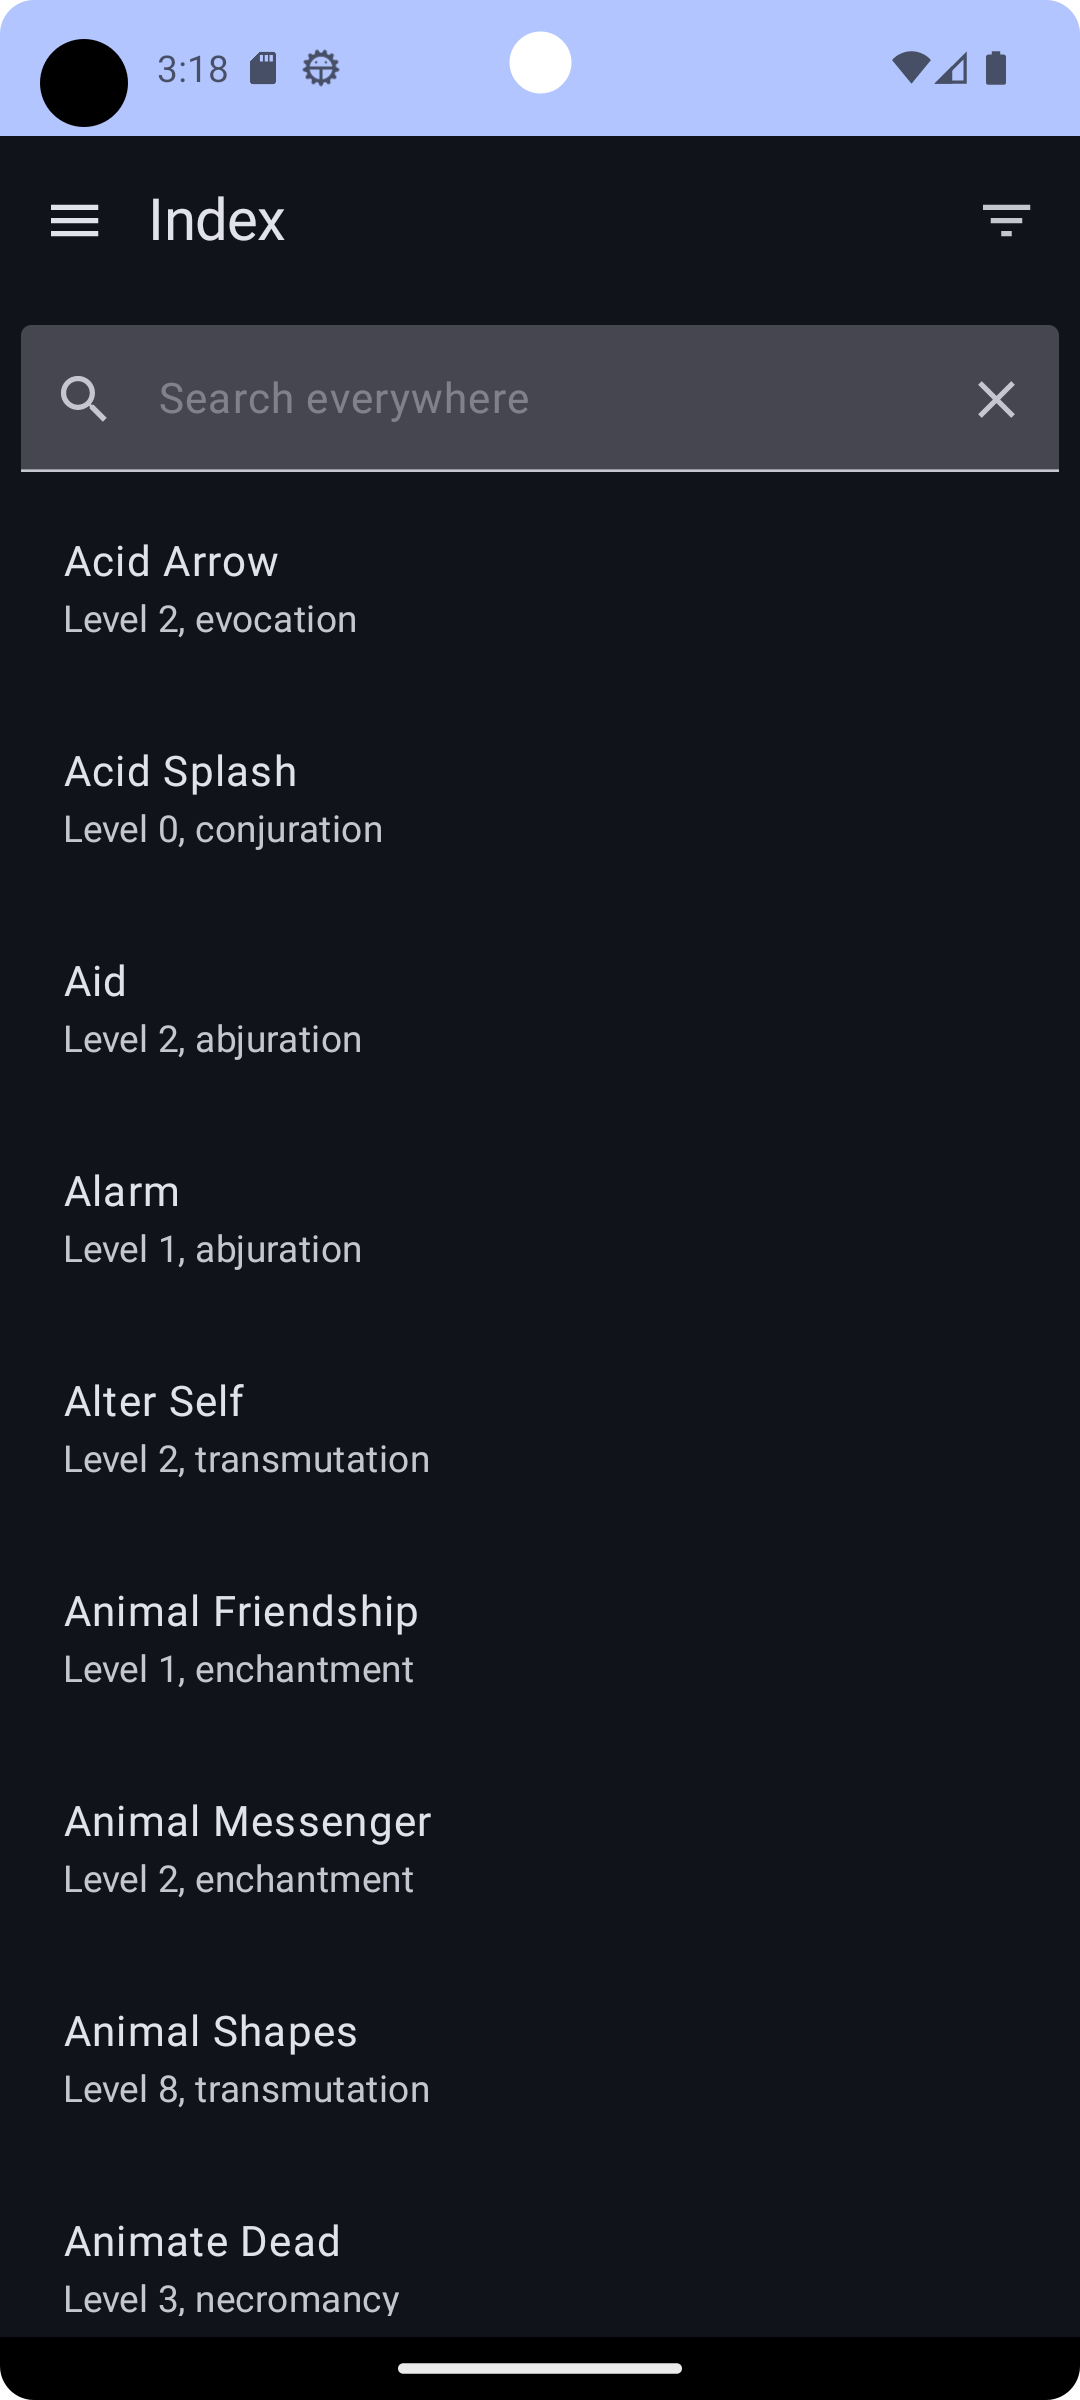 3:18
Index
Search everywhere
Acid Arrow
Level 2, evocation
Acid Splash
Level 0, conjuration
Aid
Level 2, abjuration
Alarm
Level 1, abjuration
Alter Self
Level 2, transmutation
Animal Friendship
Level 1, enchantment
Animal Messenger
Level 2, enchantment
Animal Shapes
Level 8, transmutation
Animate Dead
Level 3, necromancy